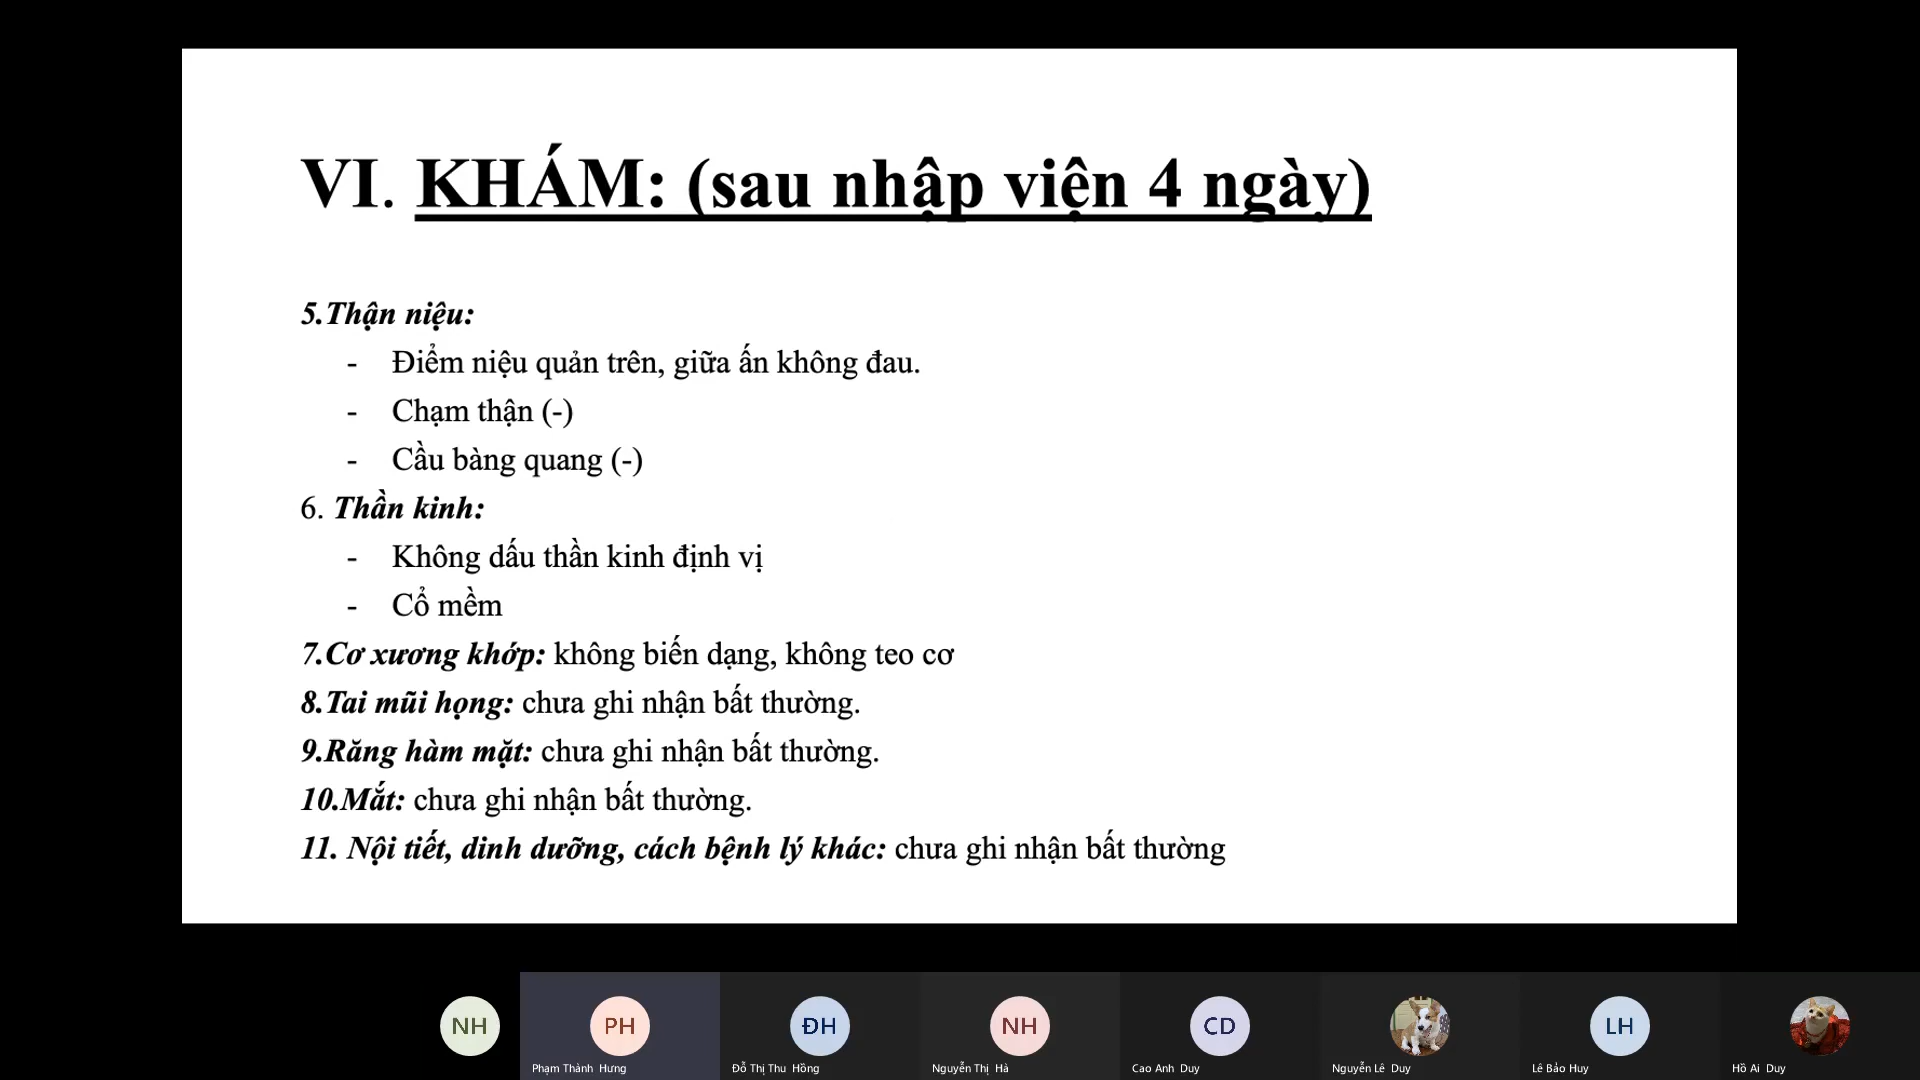 VI. KHÁM: (sau nhập viện 4 ngày)
5.Thận niệu:
- Điểm niệu quản trên, giữa ấn không đau.
- Chạm thận (-)
- Cầu bàng quang (-)
6. Thần kinh:
- Không dấu thần kinh định vị
- Cổ mềm
7.Cơ xương khớp: không biến dạng, không teo cơ
8.Tai mũi họng: chưa ghi nhận bất thường.
9.Răng hàm mặt: chưa ghi nhận bất thường.
10.Mắt: chưa ghi nhận bất thường.
11. Nội tiết, dinh dưỡng, cách bệnh lý khác: chưa ghi nhận bất thường
NH PH ĐH NH CD LH
Phạm Thành Hưng Đỗ Thị Thu Hồng Nguyễn Thị Hà Cao Anh Duy Nguyễn Lê Duy Lê Bảo Huy Hồ Ai Duy